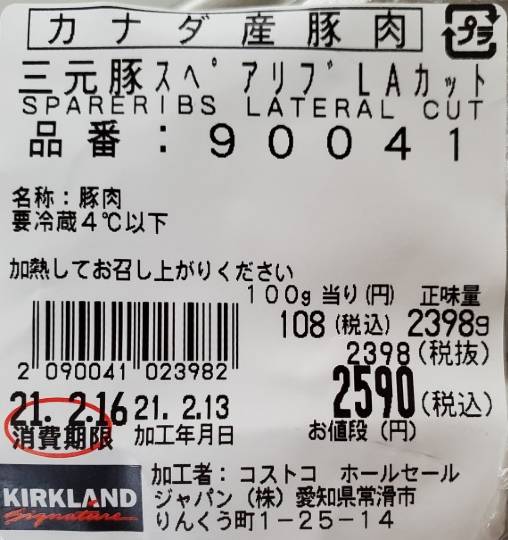 カナダ産豚肉 プラ
三元豚スペアリブLAカット
SPARERIBS LATERAL CUT
品番：90041
名称：豚肉
要冷蔵4℃以下
加熱してお召し上がりください
100g 当り(円) 正味量
108(税込) 2398g
2398(税抜)
2 090041 023982
2590(税込)
21. 2.16 21. 2.13
消費期限 加工年月日 お値段(円)
加工者：コストコ ホールセール
ジャパン(株)愛知県常滑市
りんくう町1-25-14
KIRKLAND
Signature